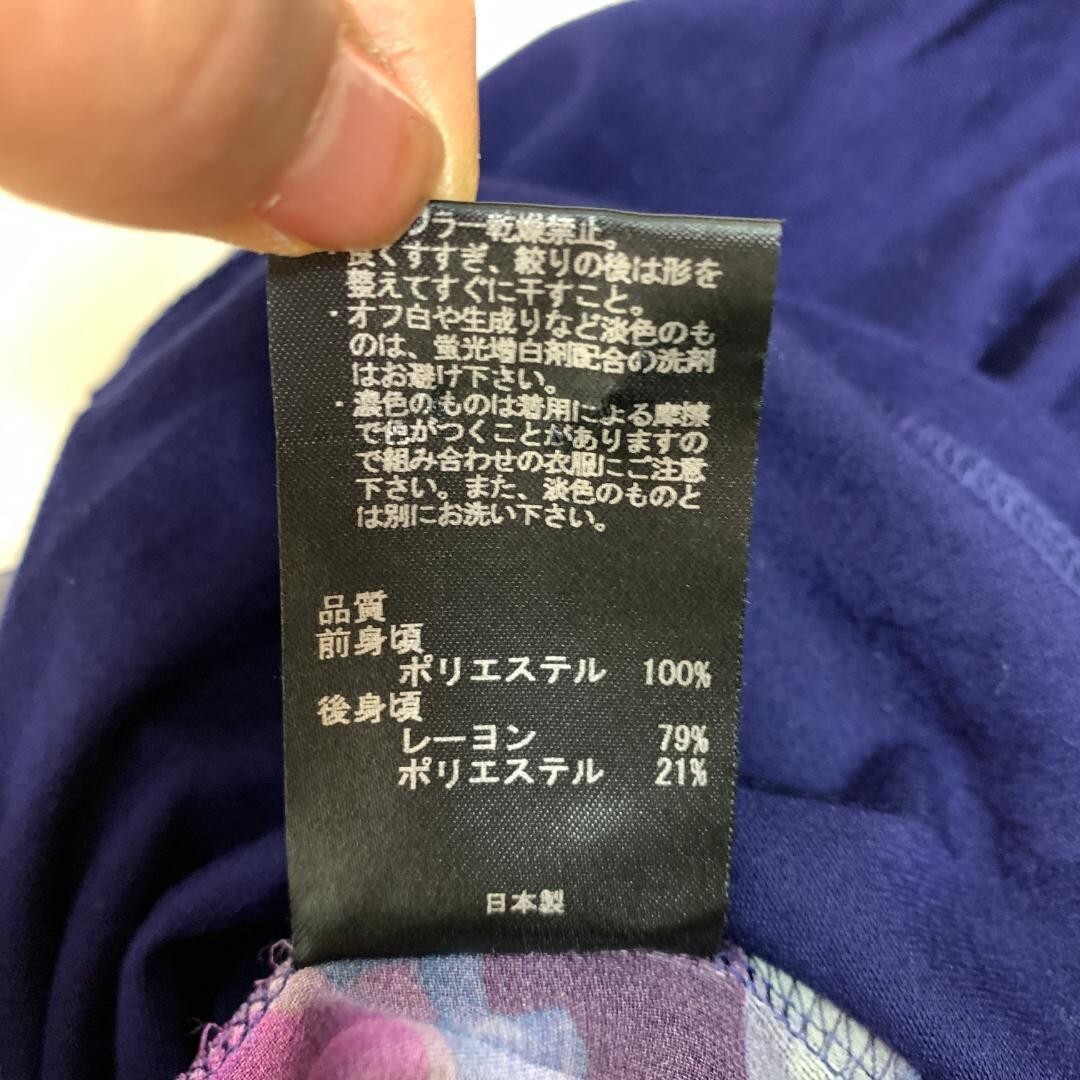 ラー乾燥禁止。
・良くすすぎ、絞りの後は形を
整えてすぐに干すこと。
・オフ白や生成りなど淡色のも
のは、蛍光増白剤配合の洗剤
はお避け下さい。
・濃色のものは着用による摩擦
で色がつくことがありますの
で組み合わせの衣服にご注意
下さい。また、淡色のものと
は別にお洗い下さい。
品質
前身頃
ポリエステル 100%
後身頃
レーヨン 79%
ポリエステル 21%
日本製